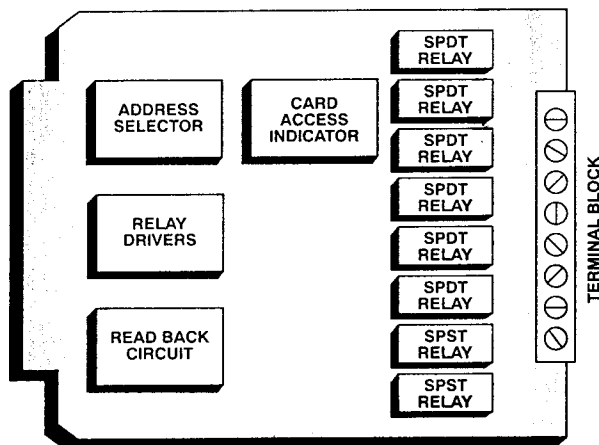 SPDT
RELAY
SPDT
RELAY
SPDT
RELAY
SPDT
RELAY
SPDT
RELAY
SPDT
RELAY
SPST
RELAY
SPST
RELAY
ADDRESS
SELECTOR
CARD
ACCESS
INDICATOR
RELAY
DRIVERS
READ BACK
CIRCUIT
TERMINAL BLOCK